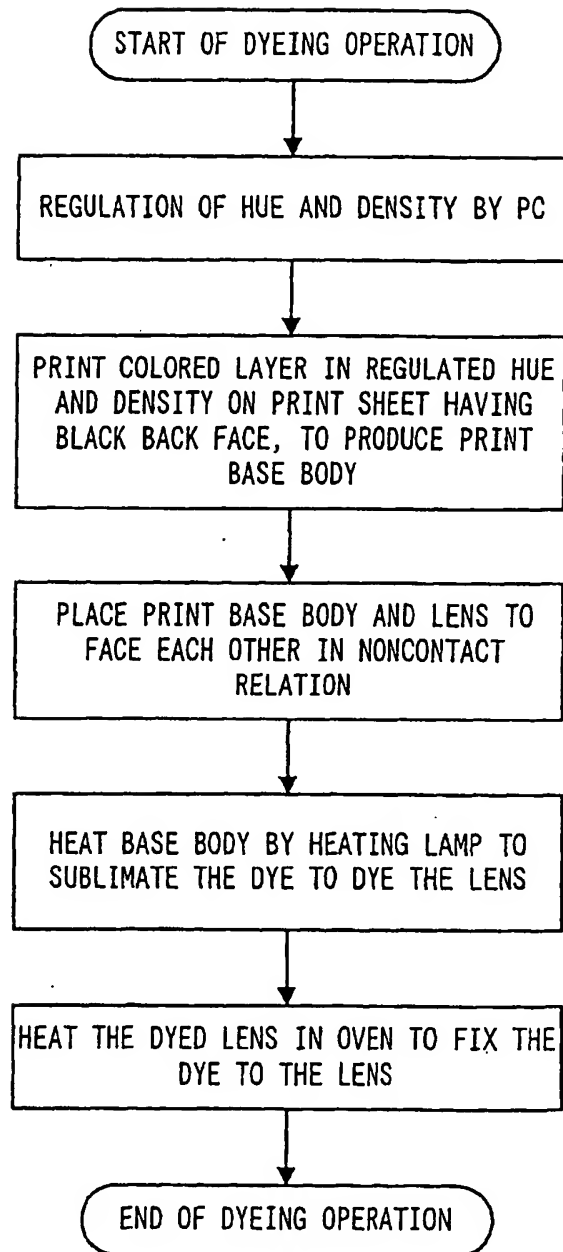 START OF DYEING OPERATION
REGULATION OF HUE AND DENSITY BY PC
PRINT COLORED LAYER IN REGULATED HUE
AND DENSITY ON PRINT SHEET HAVING
BLACK BACK FACE, TO PRODUCE PRINT
BASE BODY
PLACE PRINT BASE BODY AND LENS TO
FACE EACH OTHER IN NONCONTACT
RELATION
HEAT BASE BODY BY HEATING LAMP TO
SUBLIMATE THE DYE TO DYE THE LENS
HEAT THE DYED LENS IN OVEN TO FIX THE
DYE TO THE LENS
END OF DYEING OPERATION